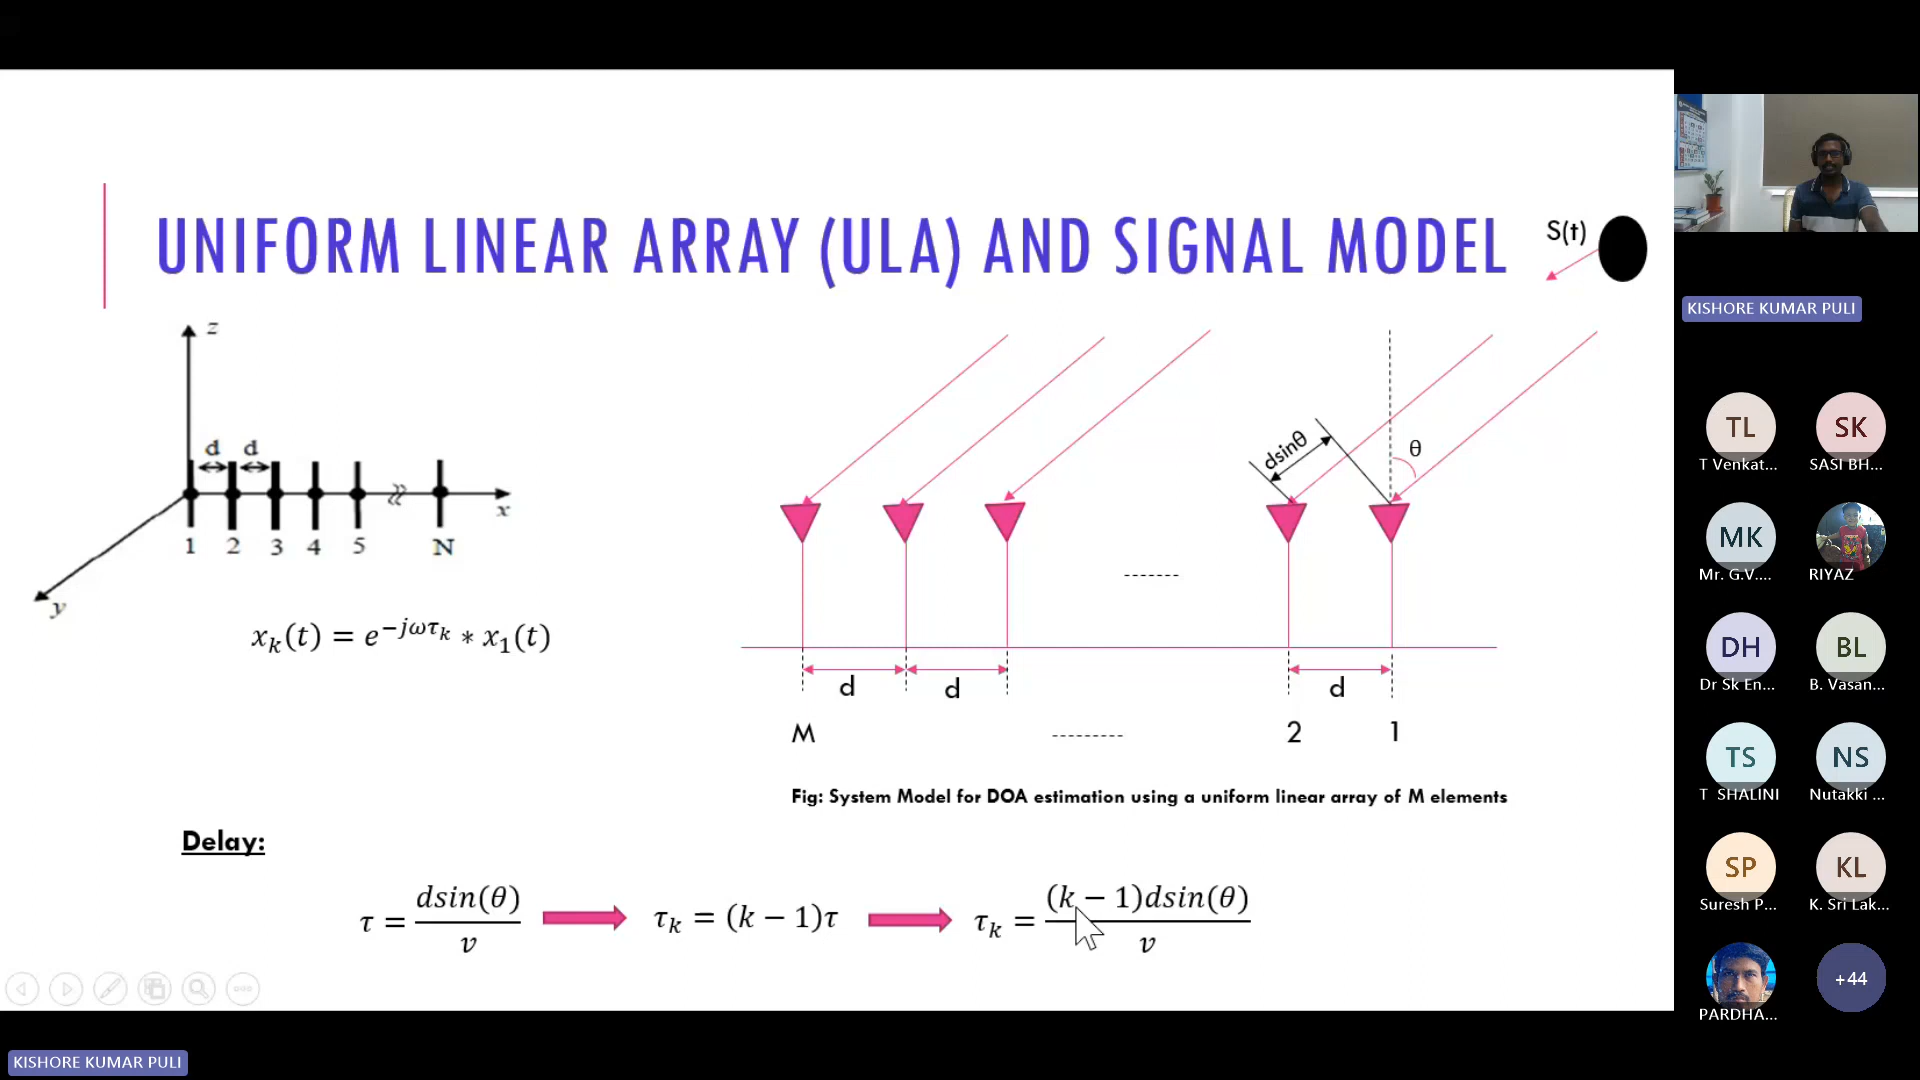 UNIFORM LINEAR ARRAY (ULA) AND SIGNAL MODEL
S(t)
z
d d
x
1 2 3 4 5 N
y
dsinθ
θ
x_k(t) = e^{-jωτ_k} * x_1(t)
-------
d d d
M --------- 2 1
Fig: System Model for DOA estimation using a uniform linear array of M elements
Delay:
τ = dsin(θ)/v
τ_k = (k − 1)τ
τ_k = (k − 1)dsin(θ)/v
KISHORE KUMAR PULI
KISHORE KUMAR PULI
TL
T Venkat...
SK
SASI BH...
MK
Mr. G.V....
RIYAZ
DH
Dr Sk En...
BL
B. Vasan...
TS
T SHALINI
NS
Nutakki ...
SP
Suresh P...
KL
K. Sri Lak...
PARDHA...
+44